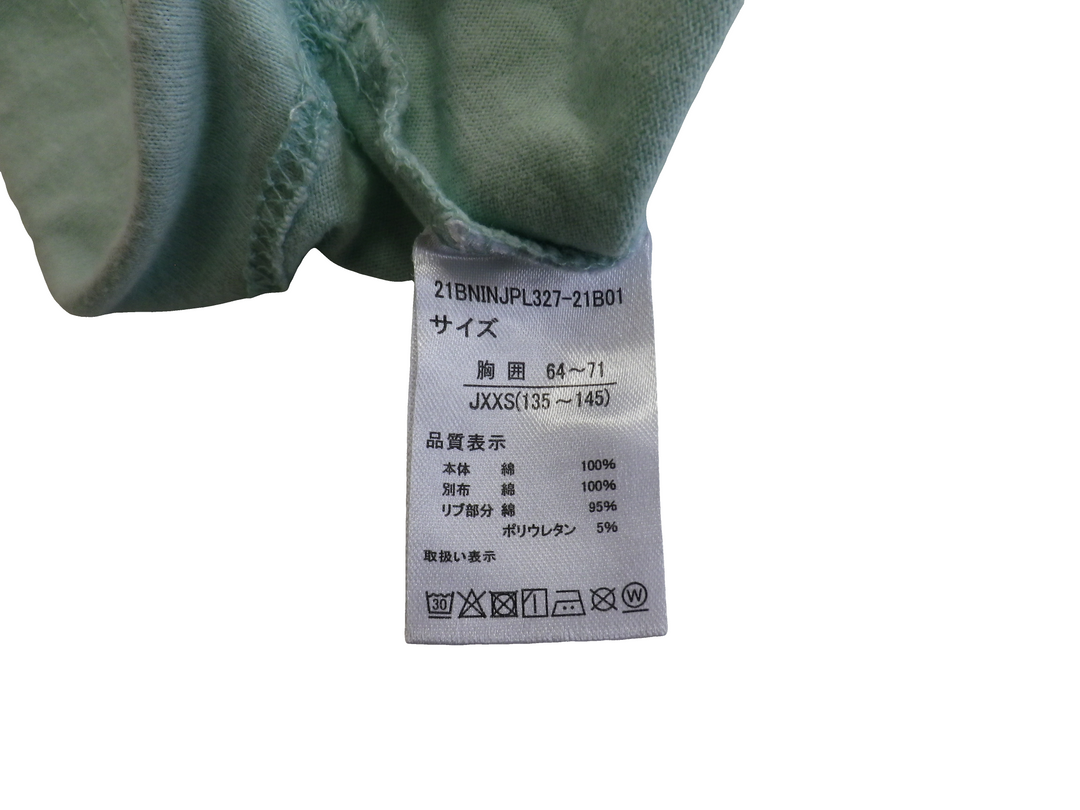 21BNINJPL327-21B01
サイズ
胸囲 64～71
JXXS(135～145)
品質表示
本体 綿 100%
別布 綿 100%
リブ部分 綿 95%
ポリウレタン 5%
取扱い表示
30 W